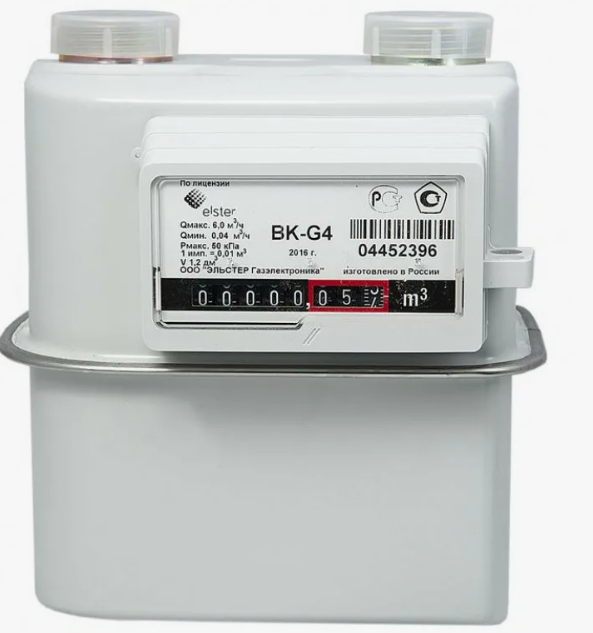 По лицензии
elster
Qмакс. 6,0 м³/ч
Qмин. 0,04 м³/ч
Рмакс. 50 кПа
1 имп. = 0,01 м³
V 1,2 дм³
BK-G4
2016 г.
04452396
ООО "ЭЛЬСТЕР Газэлектроника" изготовлено в России
00000,05 m³